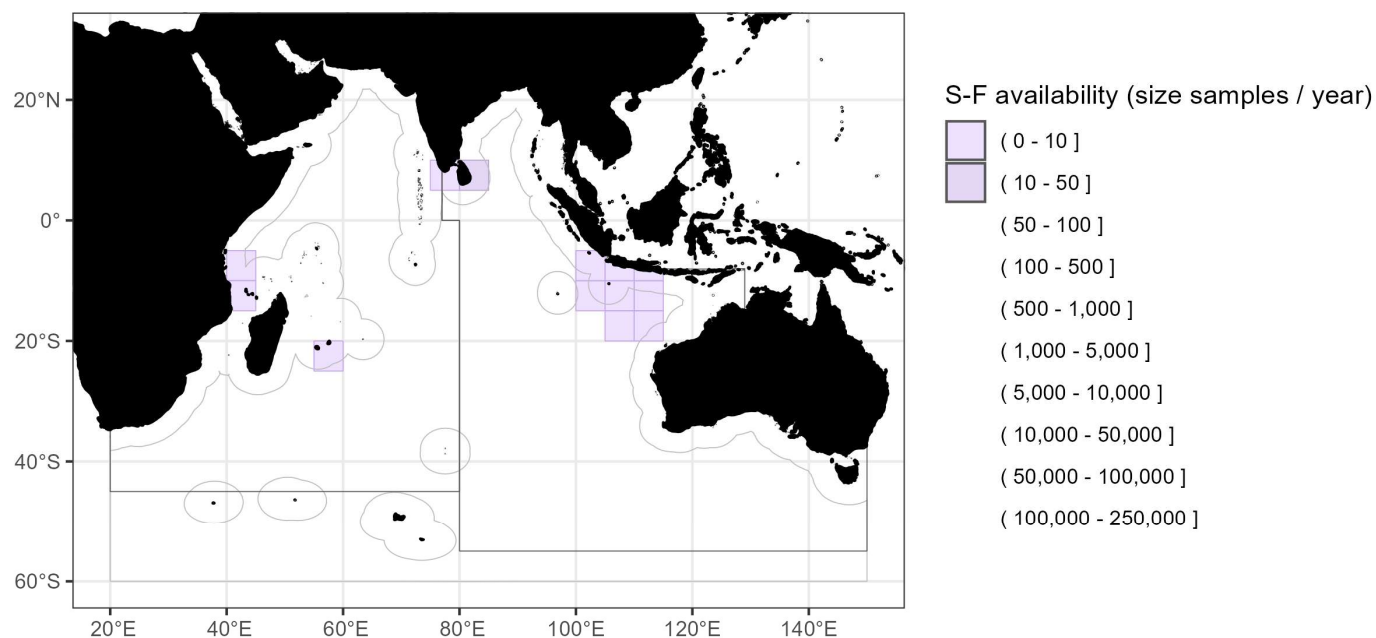 S-F availability (size samples / year)
( 0 - 10 ]
( 10 - 50 ]
( 50 - 100 ]
( 100 - 500 ]
( 500 - 1,000 ]
( 1,000 - 5,000 ]
( 5,000 - 10,000 ]
( 10,000 - 50,000 ]
( 50,000 - 100,000 ]
( 100,000 - 250,000 ]
20°N
0°
20°S
40°S
60°S
20°E 40°E 60°E 80°E 100°E 120°E 140°E